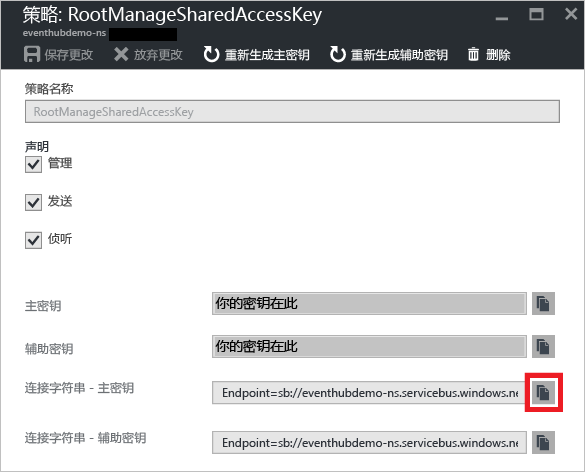 策略: RootManageSharedAccessKey
eventhubdemo-ns
保存更改 放弃更改 重新生成主密钥 重新生成辅助密钥 删除
策略名称
RootManageSharedAccessKey
声明
管理
发送
侦听
主密钥 你的密钥在此
辅助密钥 你的密钥在此
连接字符串 - 主密钥 Endpoint=sb://eventhubdemo-ns.servicebus.windows.ne
连接字符串 - 辅助密钥 Endpoint=sb://eventhubdemo-ns.servicebus.windows.ne